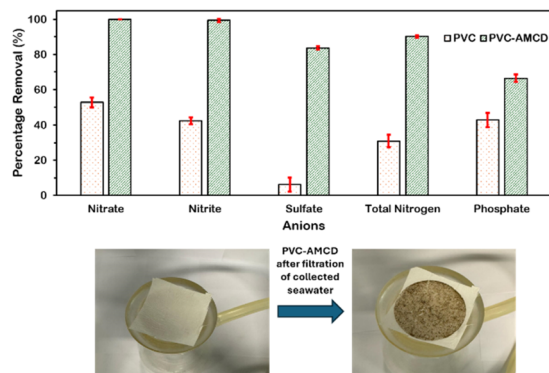 100
80
60
40
20
0
Percentage Removal (%)
PVC PVC-AMCD
Nitrate Nitrite Sulfate Total Nitrogen Phosphate
Anions
PVC-AMCD
after filtration
of collected
seawater